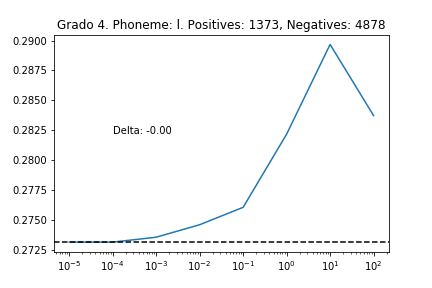 Grado 4. Phoneme: l. Positives: 1373, Negatives: 4878
0.2900
0.2875
0.2850
0.2825
0.2800
0.2775
0.2750
0.2725
Delta: -0.00
10⁻⁵ 10⁻⁴ 10⁻³ 10⁻² 10⁻¹ 10⁰ 10¹ 10²